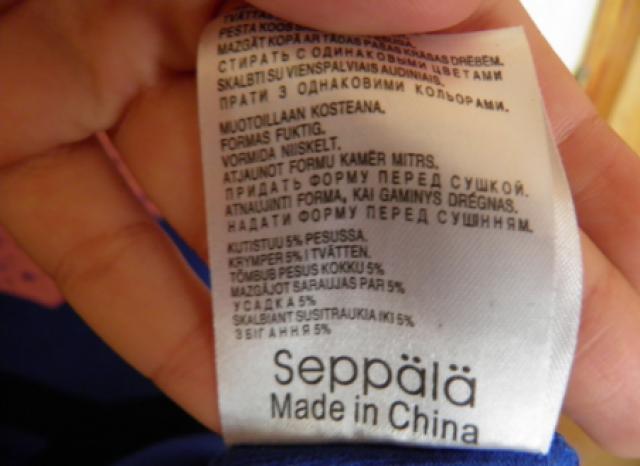 TVÄTTAS
PESTA KOOS
MAZGĀT KOPĀ AR TĀDAS PAŠAS KRĀSAS DRĒBĒM.
СТИРАТЬ С ОДИНАКОВЫМИ ЦВЕТАМИ
SKALBTI SU VIENSPALVIAIS AUDINIAIS.
ПРАТИ З ОДНАКОВИМИ КОЛЬОРАМИ.
MUOTOILLAAN KOSTEANA.
FORMAS FUKTIG.
VORMIDA NIISKELT.
ATJAUNOT FORMU KAMĒR MITRS.
ПРИДАТЬ ФОРМУ ПЕРЕД СУШКОЙ.
ATNAUJINTI FORMA, KAI GAMINYS DRĖGNAS.
НАДАТИ ФОРМУ ПЕРЕД СУШІННЯМ.
KUTISTUU 5% PESUSSA.
KRYMPER 5% I TVÄTTEN.
TÕMBUB PESUS KOKKU 5%
MAZGĀJOT SARAUJAS PAR 5%
УСАДКА 5%
SKALBIANT SUSITRAUKIA IKI 5%
ЗБІГАННЯ 5%
Seppälä
Made in China